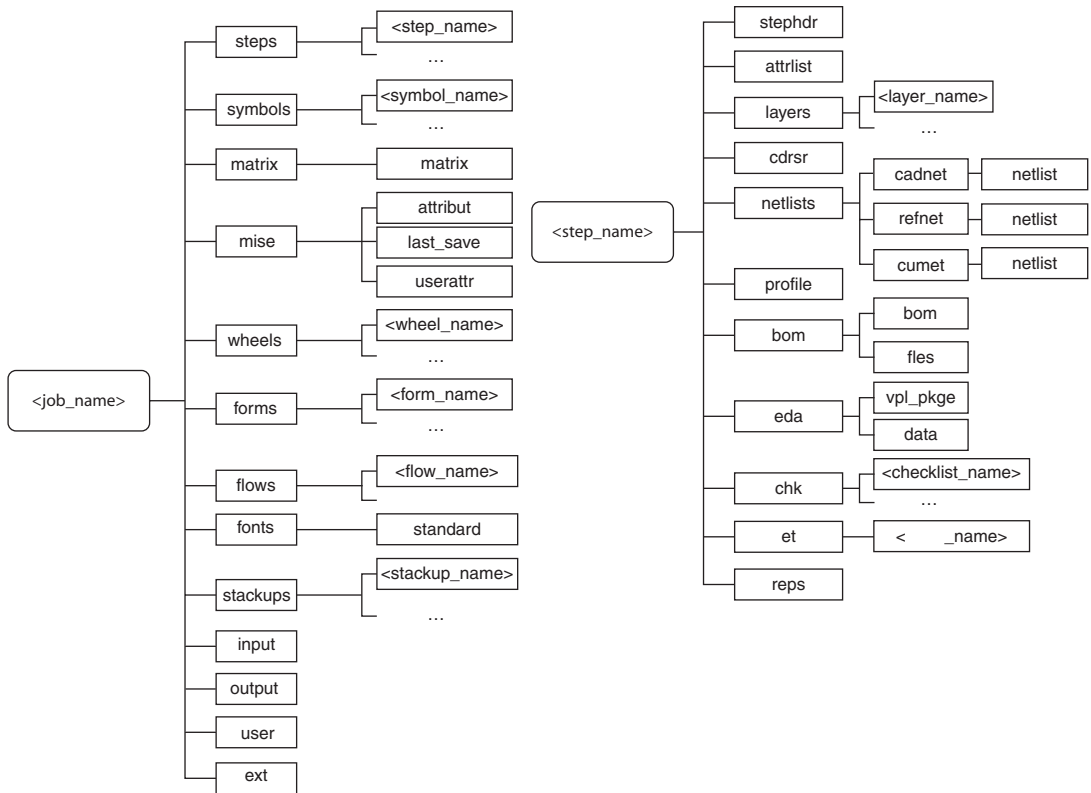 <job_name>
steps
<step_name>
...
symbols
<symbol_name>
...
matrix
matrix
mise
attribut
last_save
userattr
wheels
<wheel_name>
...
forms
<form_name>
...
flows
<flow_name>
fonts
standard
stackups
<stackup_name>
...
input
output
user
ext
<step_name>
stephdr
attrlist
layers
<layer_name>
...
cdrsr
netlists
cadnet
netlist
refnet
netlist
cumet
netlist
profile
bom
bom
fles
eda
vpl_pkge
data
chk
<checklist_name>
...
et
< _name>
reps